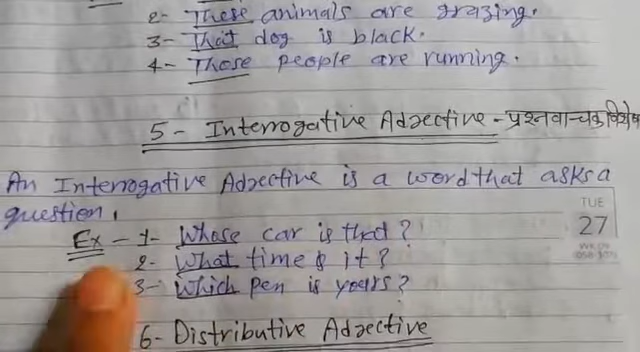 2- These animals are grazing.
3- That dog is black.
4- Those people are running.
5- Interrogative Adjective - प्रश्नवाचक विशेष
An Interrogative Adjective is a word that asks a
question.
TUE
27
Ex - 1- Whose car is that?
2- What time is it?
3- Which pen is yours?
6- Distributive Adjective